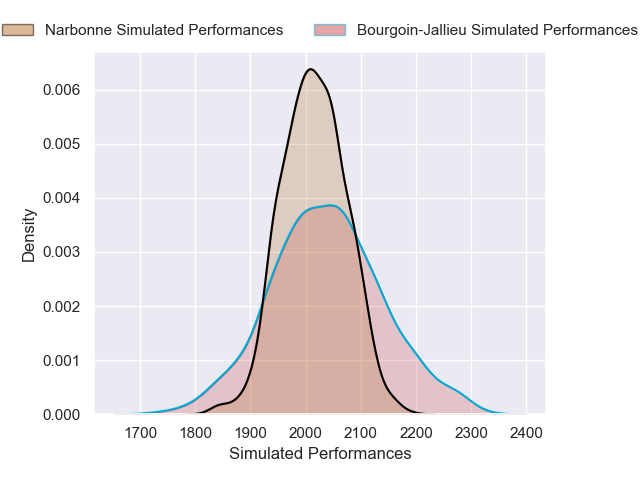 Narbonne Simulated Performances Bourgoin-Jallieu Simulated Performances
0.006
0.005
0.004
0.003
0.002
0.001
0.000
Density
1700 1800 1900 2000 2100 2200 2300 2400
Simulated Performances